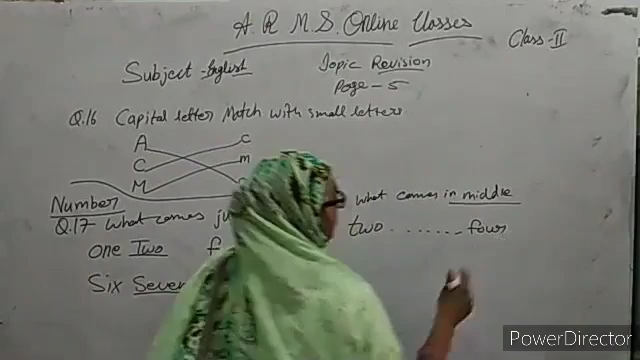 A. R. M. S. Online Classes
Class-II
Subject - English
Topic Revision
Page - 5
Q.16 Capital letter Match with small letters
A c
C m
M
Number
Q.17 What comes
what comes in middle
one Two
two ....... four
Six Seven
PowerDirector